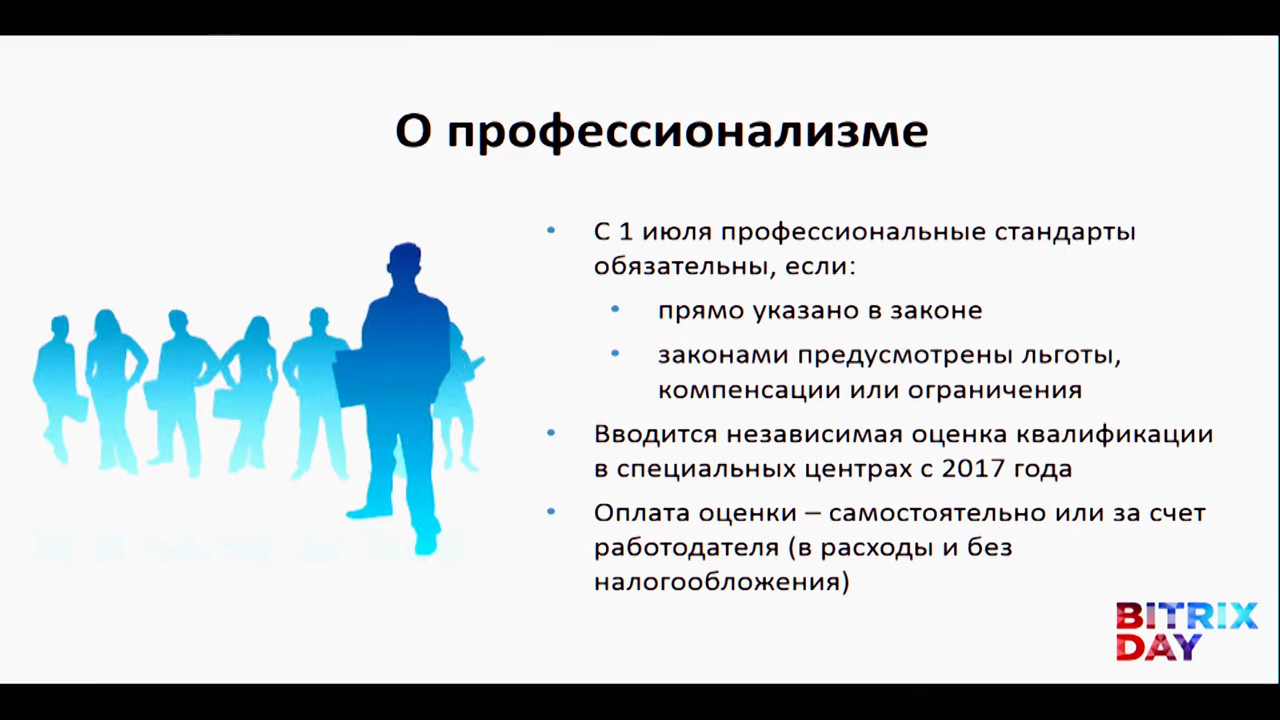 О профессионализме
С 1 июля профессиональные стандарты
обязательны, если:
прямо указано в законе
законами предусмотрены льготы,
компенсации или ограничения
Вводится независимая оценка квалификации
в специальных центрах с 2017 года
Оплата оценки – самостоятельно или за счет
работодателя (в расходы и без
налогообложения)
BITRIX
DAY